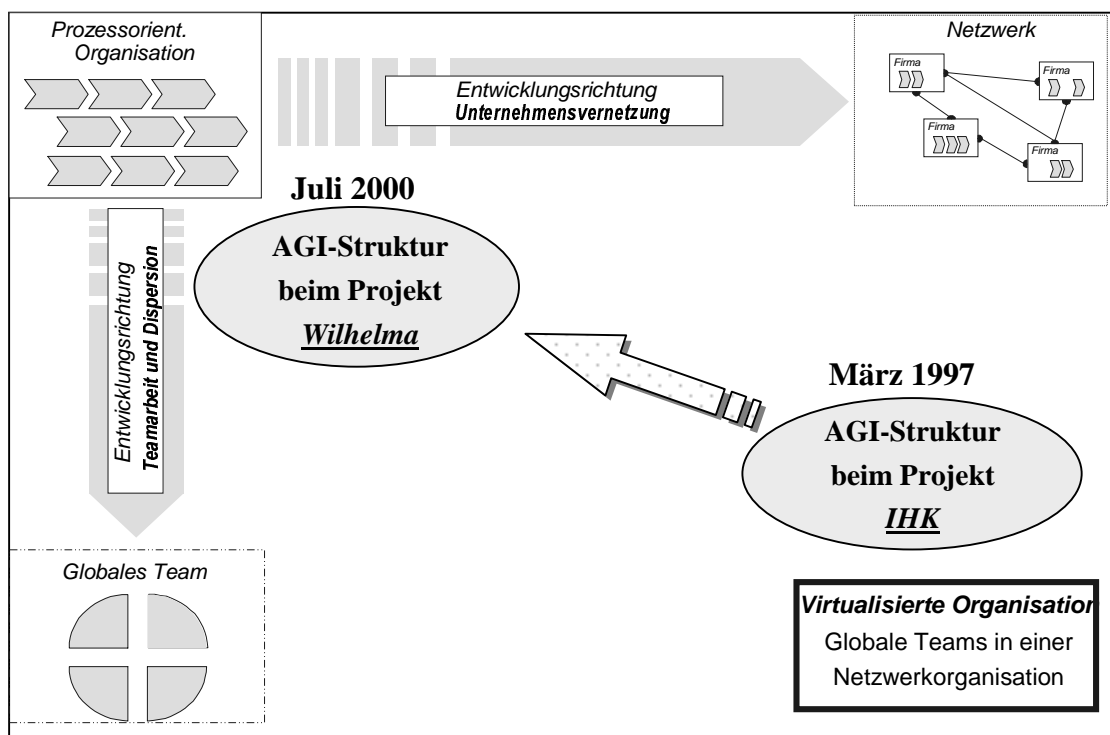 Prozessorient.
Organisation
Entwicklungsrichtung
Unternehmensvernetzung
Netzwerk
Firma
Firma
Firma
Firma
Entwicklungsrichtung
Teamarbeit und Dispersion
Juli 2000
AGI-Struktur
beim Projekt
Wilhelma
März 1997
AGI-Struktur
beim Projekt
IHK
Globales Team
Virtualisierte Organisation
Globale Teams in einer
Netzwerkorganisation